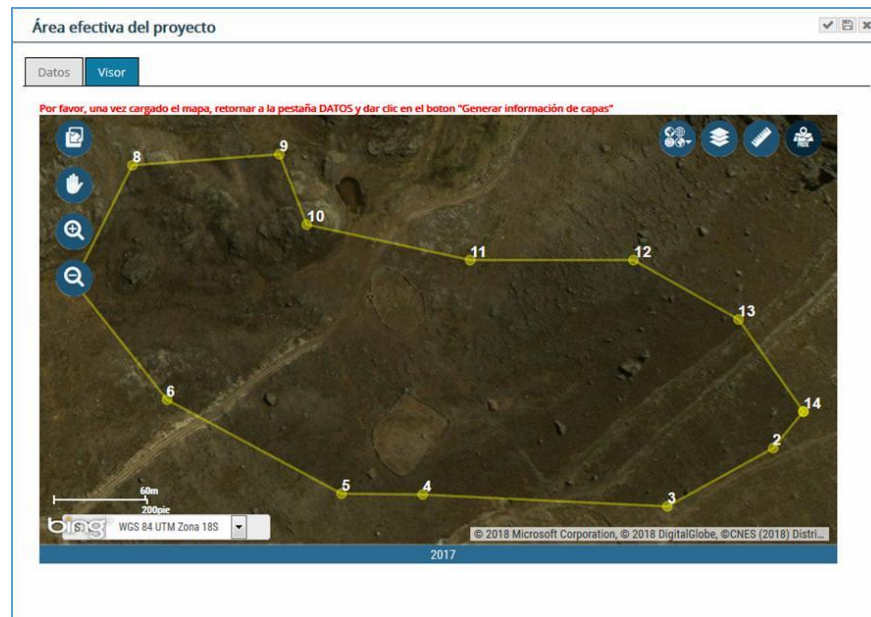 Área efectiva del proyecto
Datos Visor
Por favor, una vez cargado el mapa, retornar a la pestaña DATOS y dar clic en el boton "Generar información de capas"
8
9
10
11
12
13
6
14
2
5
4
3
60m
200pie
bing
WGS 84 UTM Zona 18S
© 2018 Microsoft Corporation, © 2018 DigitalGlobe, ©CNES (2018) Distri...
2017